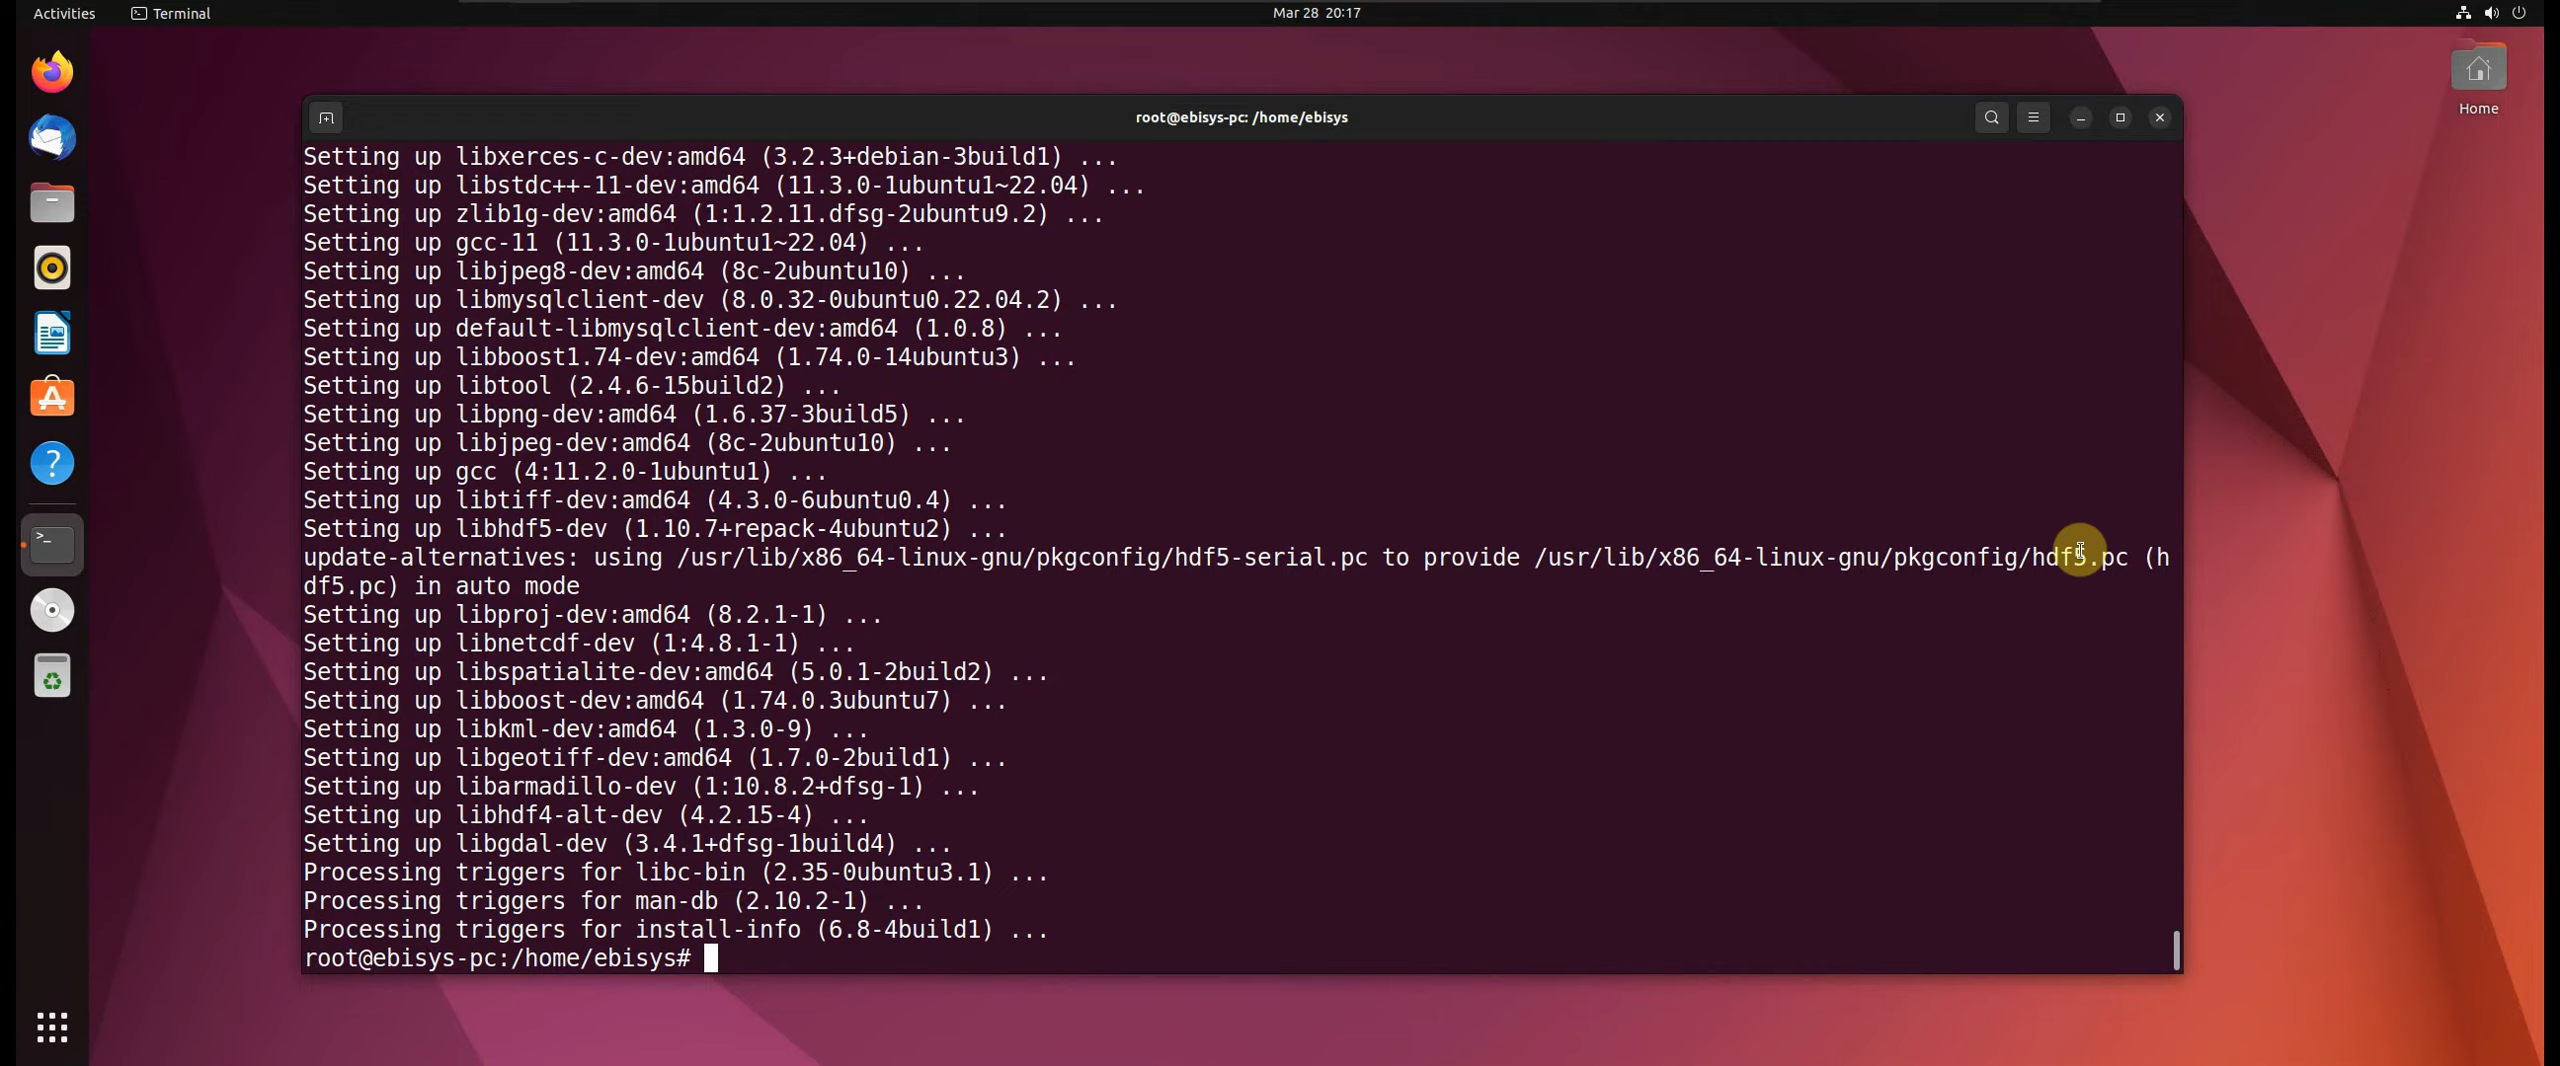 Activities
Terminal
Mar 28 20:17
Home
root@ebisys-pc: /home/ebisys
Setting up libxerces-c-dev:amd64 (3.2.3+debian-3build1) ...
Setting up libstdc++-11-dev:amd64 (11.3.0-1ubuntu1~22.04) ...
Setting up zlib1g-dev:amd64 (1:1.2.11.dfsg-2ubuntu9.2) ...
Setting up gcc-11 (11.3.0-1ubuntu1~22.04) ...
Setting up libjpeg8-dev:amd64 (8c-2ubuntu10) ...
Setting up libmysqlclient-dev (8.0.32-0ubuntu0.22.04.2) ...
Setting up default-libmysqlclient-dev:amd64 (1.0.8) ...
Setting up libboost1.74-dev:amd64 (1.74.0-14ubuntu3) ...
Setting up libtool (2.4.6-15build2) ...
Setting up libpng-dev:amd64 (1.6.37-3build5) ...
Setting up libjpeg-dev:amd64 (8c-2ubuntu10) ...
Setting up gcc (4:11.2.0-1ubuntu1) ...
Setting up libtiff-dev:amd64 (4.3.0-6ubuntu0.4) ...
Setting up libhdf5-dev (1.10.7+repack-4ubuntu2) ...
update-alternatives: using /usr/lib/x86_64-linux-gnu/pkgconfig/hdf5-serial.pc to provide /usr/lib/x86_64-linux-gnu/pkgconfig/hdf5.pc (h
df5.pc) in auto mode
Setting up libproj-dev:amd64 (8.2.1-1) ...
Setting up libnetcdf-dev (1:4.8.1-1) ...
Setting up libspatialite-dev:amd64 (5.0.1-2build2) ...
Setting up libboost-dev:amd64 (1.74.0.3ubuntu7) ...
Setting up libkml-dev:amd64 (1.3.0-9) ...
Setting up libgeotiff-dev:amd64 (1.7.0-2build1) ...
Setting up libarmadillo-dev (1:10.8.2+dfsg-1) ...
Setting up libhdf4-alt-dev (4.2.15-4) ...
Setting up libgdal-dev (3.4.1+dfsg-1build4) ...
Processing triggers for libc-bin (2.35-0ubuntu3.1) ...
Processing triggers for man-db (2.10.2-1) ...
Processing triggers for install-info (6.8-4build1) ...
root@ebisys-pc:/home/ebisys#